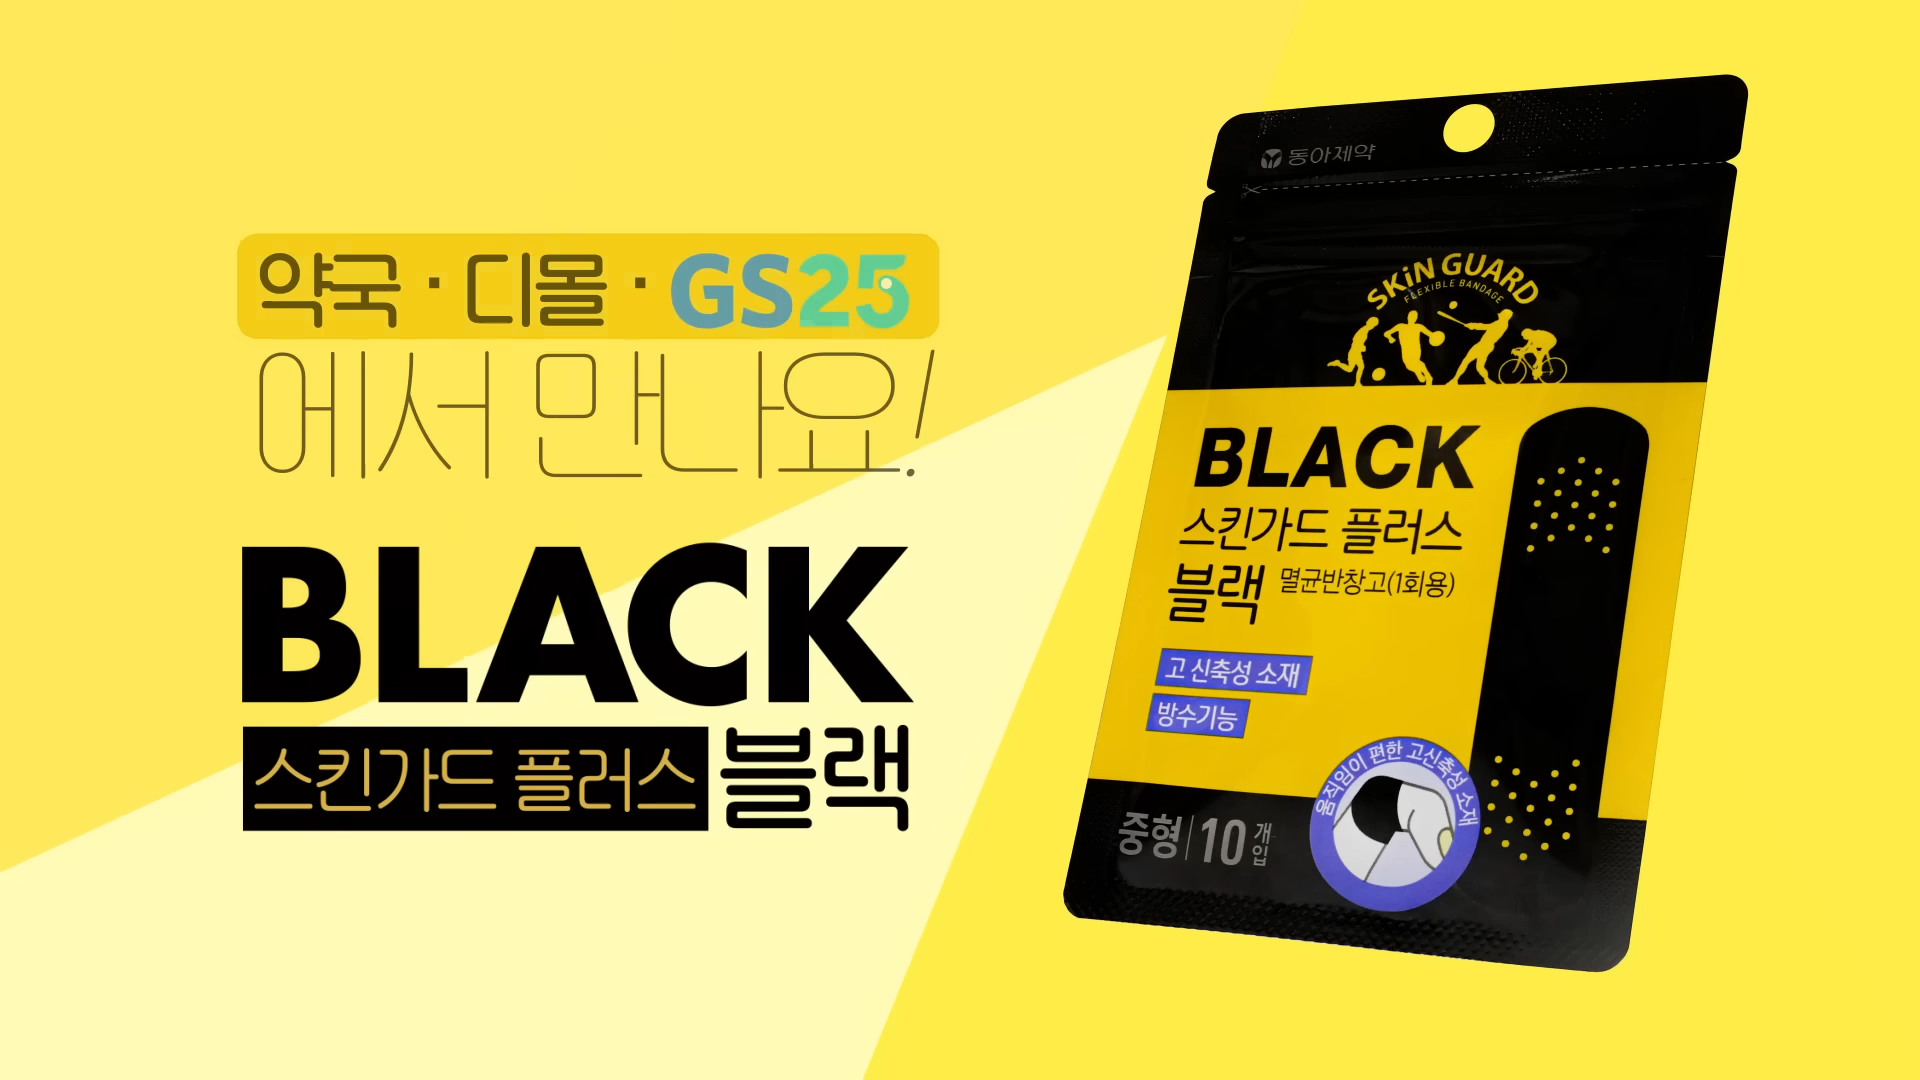 약국·디몰·GS25
에서 만나요!
BLACK
스킨가드 플러스 블랙
동아제약
SKiN GUARD
FLEXIBLE BANDAGE
BLACK
스킨가드 플러스
블랙 멸균반창고(1회용)
고 신축성 소재
방수기능
움직임이 편한 고신축성 소재
중형 10개입